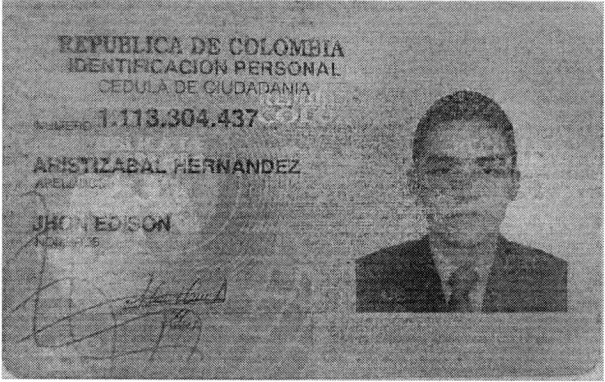 REPUBLICA DE COLOMBIA
IDENTIFICACION PERSONAL
CEDULA DE CIUDADANIA
NUMERO 1.113.304.437
ARISTIZABAL HERNANDEZ
APELLIDOS
JHON EDISON
NOMBRES